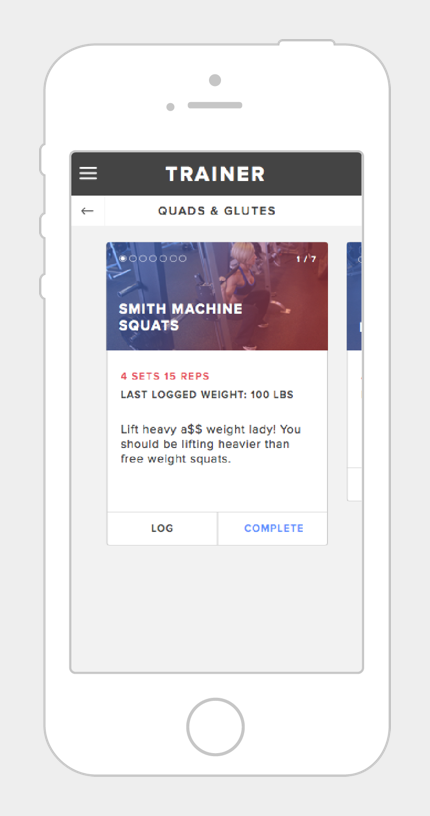 TRAINER
QUADS & GLUTES
1 / 7
SMITH MACHINE
SQUATS
4 SETS 15 REPS
LAST LOGGED WEIGHT: 100 LBS
Lift heavy a$$ weight lady! You
should be lifting heavier than
free weight squats.
LOG
COMPLETE